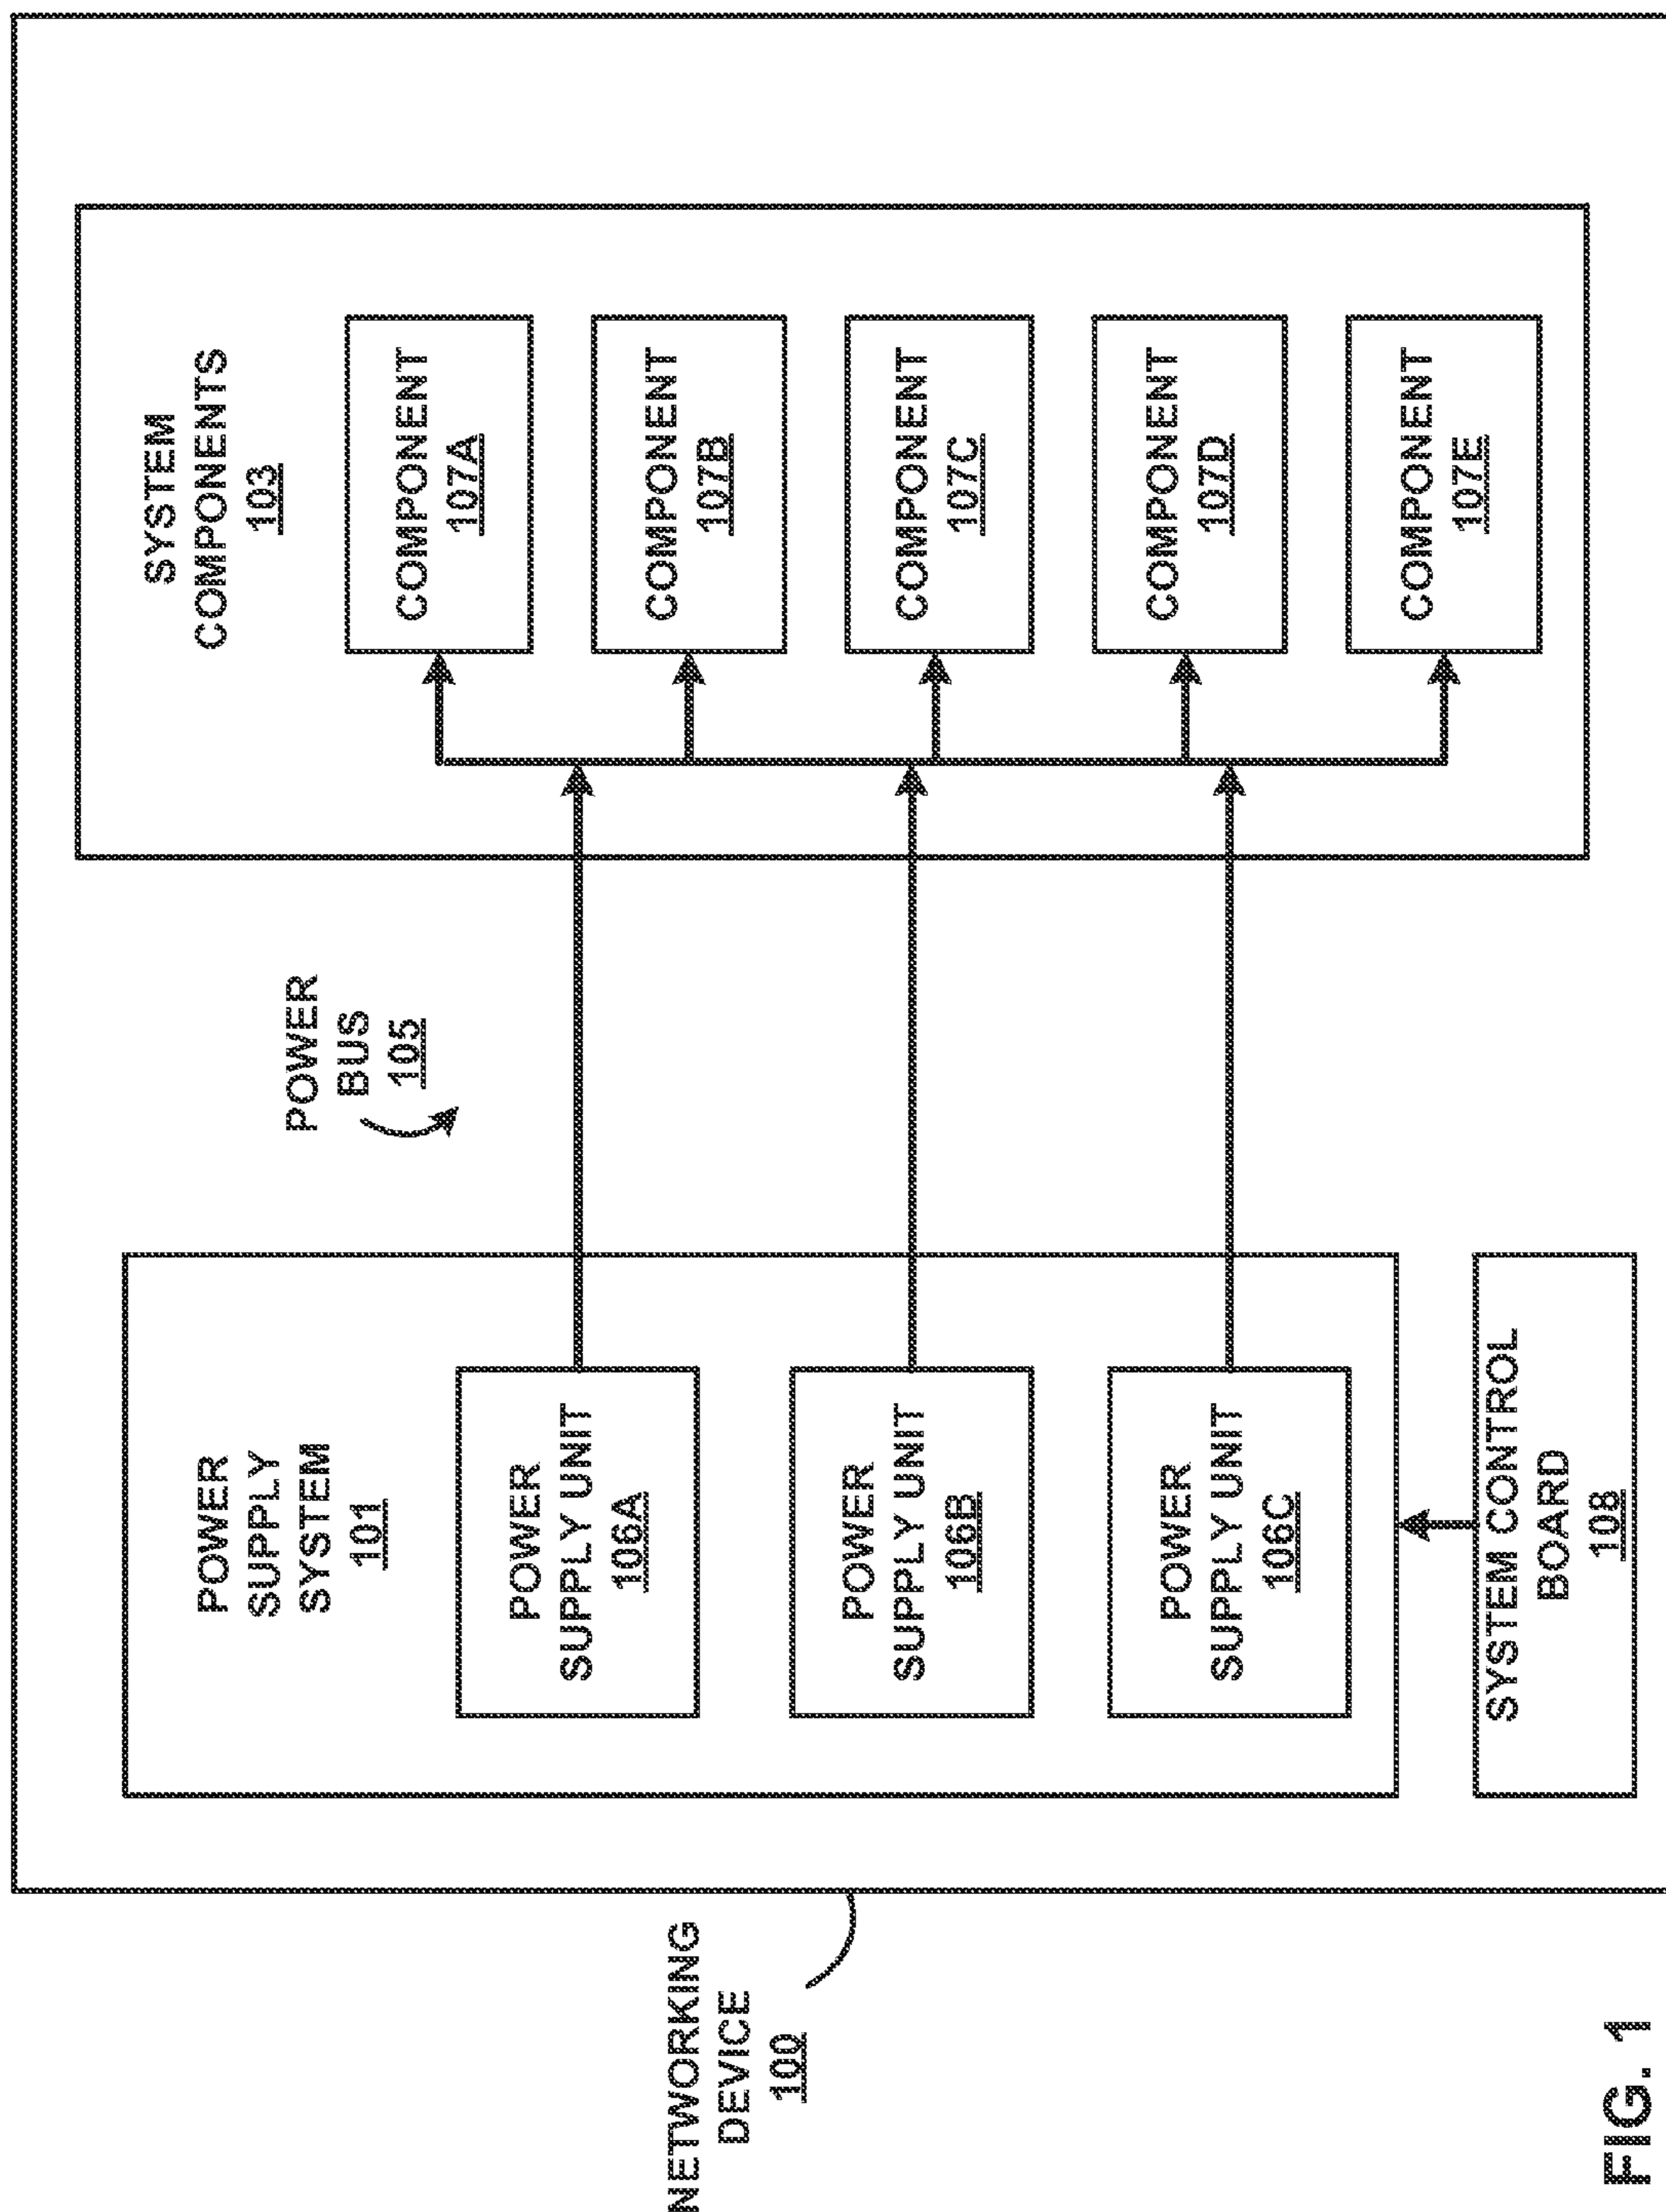 NETWORKING
DEVICE
100
POWER
SUPPLY
SYSTEM
101
POWER
SUPPLY UNIT
106A
POWER
SUPPLY UNIT
106B
POWER
SUPPLY UNIT
106C
SYSTEM CONTROL
BOARD
108
POWER
BUS
105
SYSTEM
COMPONENTS
103
COMPONENT
107A
COMPONENT
107B
COMPONENT
107C
COMPONENT
107D
COMPONENT
107E
FIG. 1